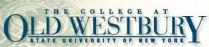 THE COLLEGE AT
OLD WESTBURY
STATE UNIVERSITY OF NEW YORK